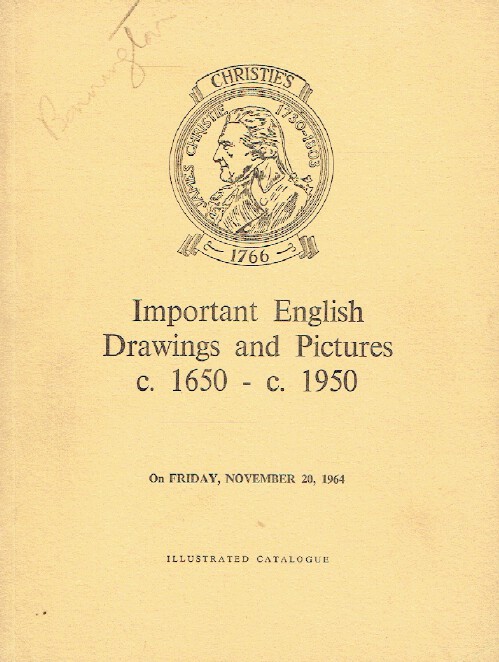 CHRISTIE'S
JAMES CHRISTIE 1730-1803
1766
Important English
Drawings and Pictures
c. 1650 - c. 1950
On FRIDAY, NOVEMBER 20, 1964
ILLUSTRATED CATALOGUE